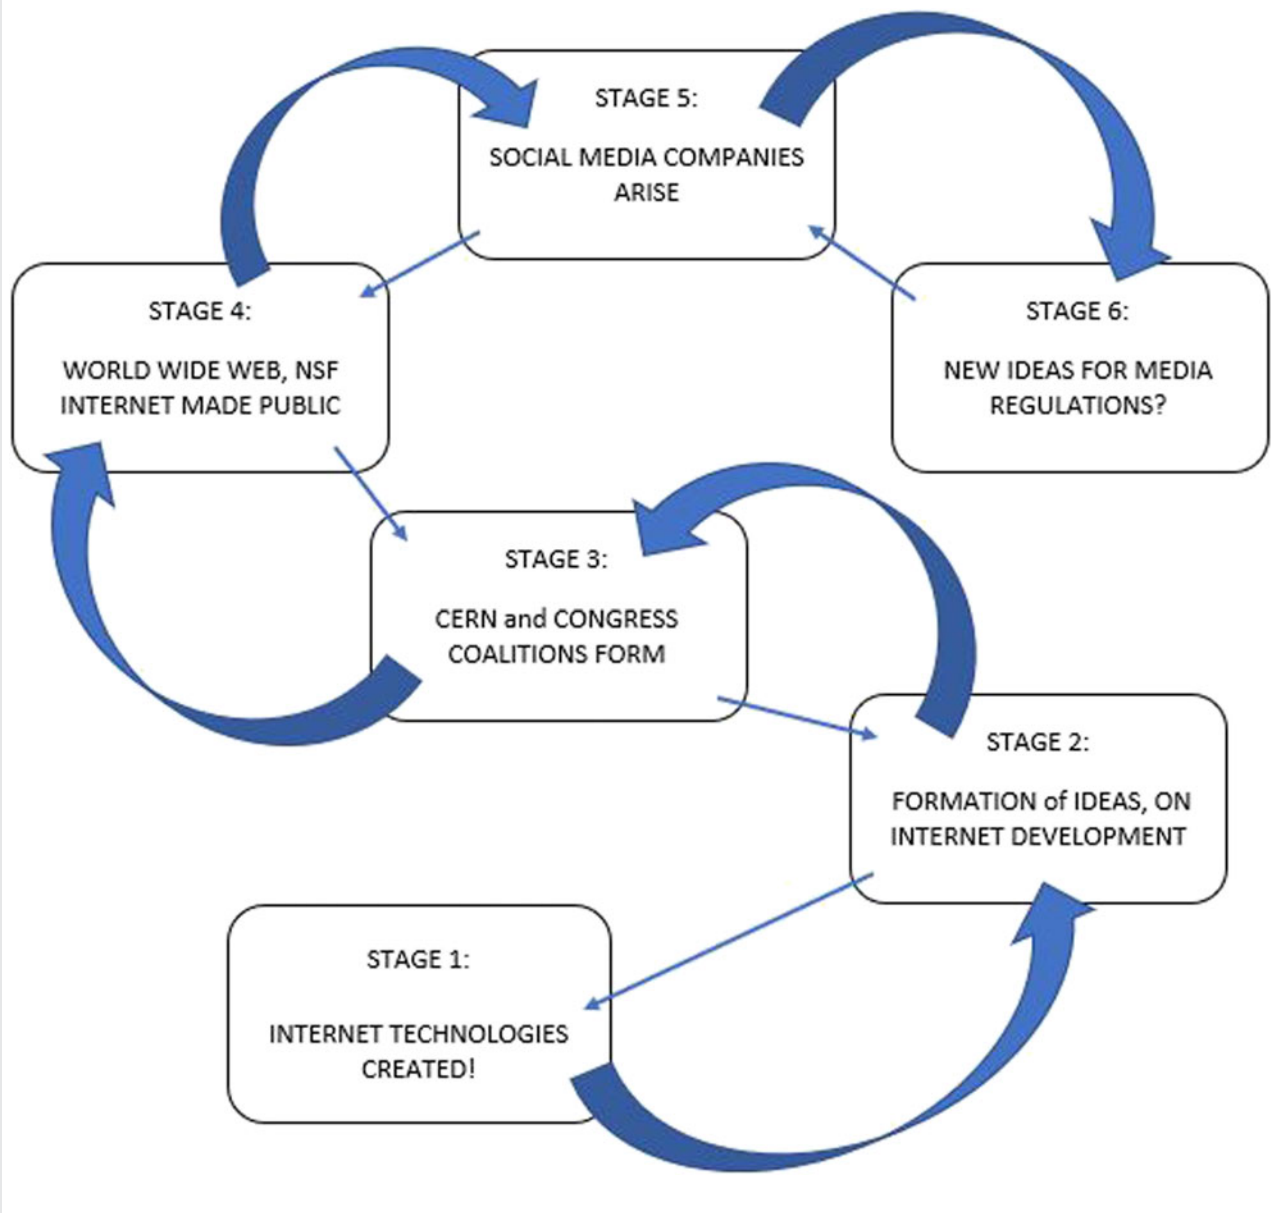 STAGE 5:
SOCIAL MEDIA COMPANIES
ARISE
STAGE 4:
WORLD WIDE WEB, NSF
INTERNET MADE PUBLIC
STAGE 6:
NEW IDEAS FOR MEDIA
REGULATIONS?
STAGE 3:
CERN and CONGRESS
COALITIONS FORM
STAGE 2:
FORMATION of IDEAS, ON
INTERNET DEVELOPMENT
STAGE 1:
INTERNET TECHNOLOGIES
CREATED!